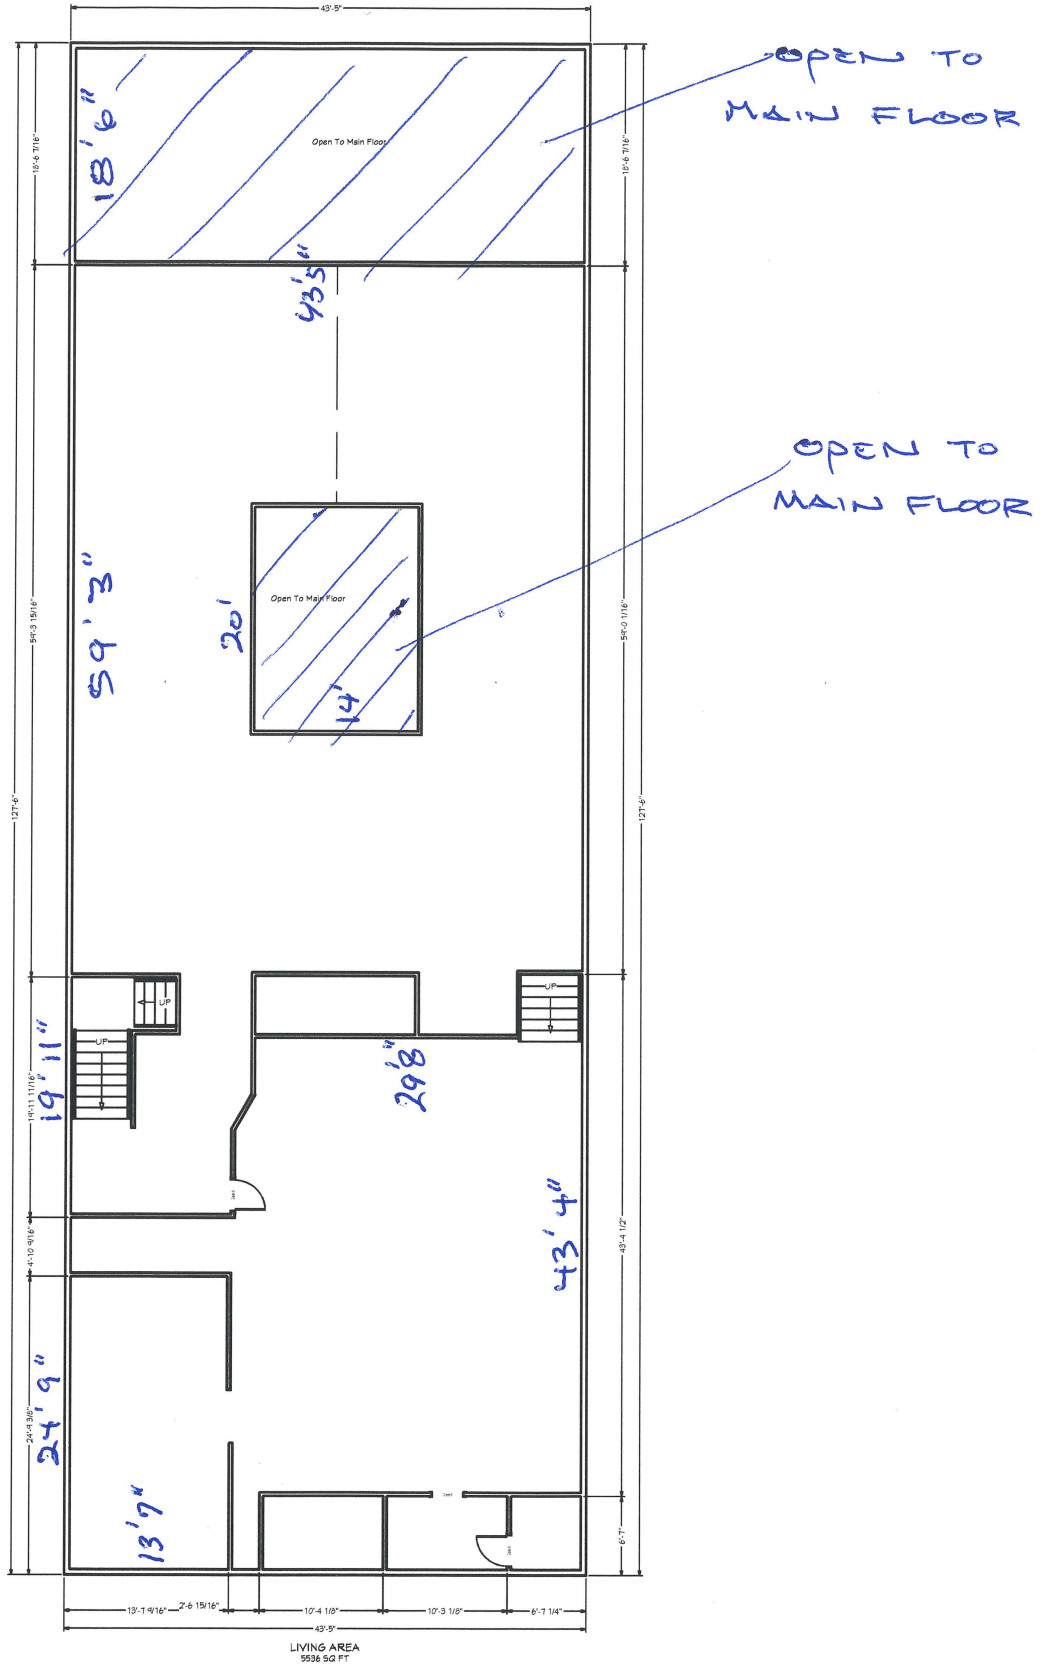 43'-5"
OPEN TO
MAIN FLOOR
18' 6"
18'-6 7/16"
Open To Main Floor
18'-6 7/16"
43'5"
OPEN TO
MAIN FLOOR
59' 3"
59'-3 15/16"
20'
Open To Main Floor
14'
59'-0 1/16"
127'-6"
127'-6"
UP
UP
UP
19' 11"
19'-11 11/16"
29'8"
43' 4"
43'-4 1/2"
4'-10 9/16"
24' 9"
24'-9 3/8"
13'7"
6'-7"
13'-7 9/16"
2'-6 15/16"
10'-4 1/8"
10'-3 1/8"
6'-7 1/4"
43'-5"
LIVING AREA
5536 SQ FT